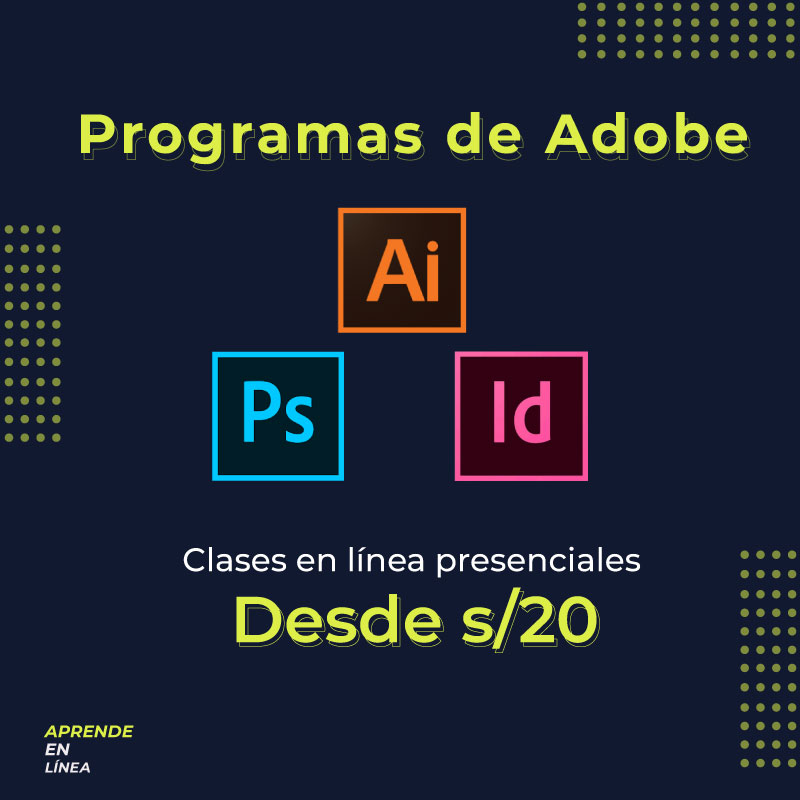 Programas de Adobe
Ai
Ps Id
Clases en línea presenciales
Desde s/20
APRENDE
EN
LÍNEA